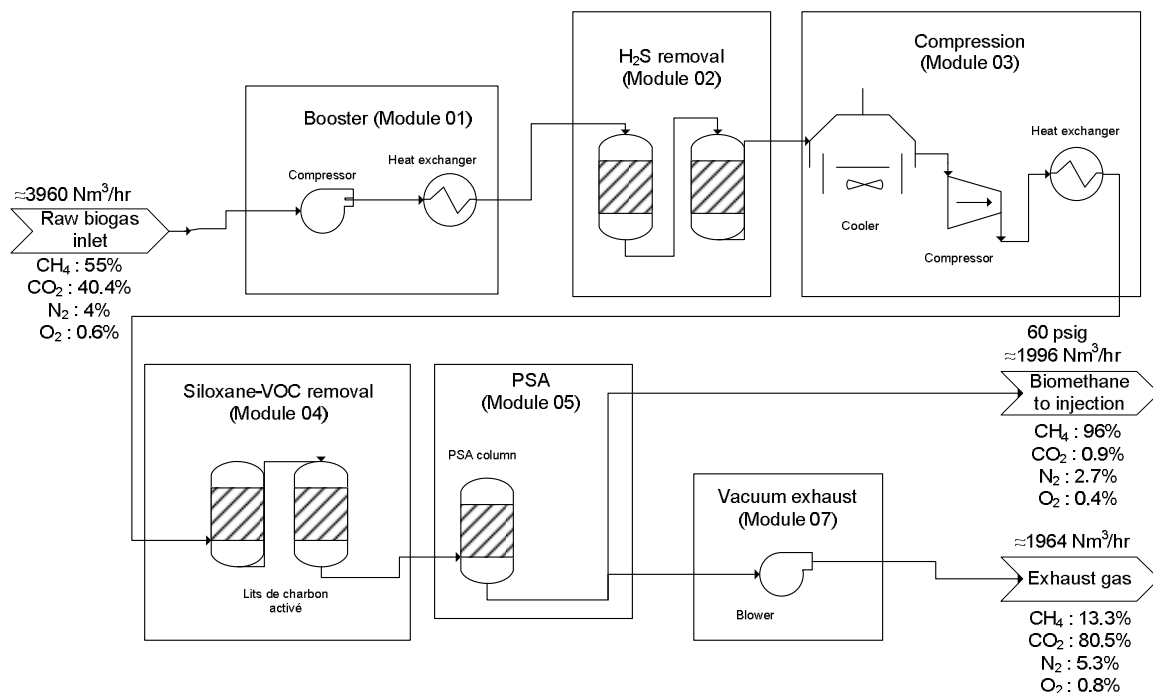 Booster (Module 01)
Compressor
Heat exchanger
H₂S removal
(Module 02)
Compression
(Module 03)
Heat exchanger
Cooler
Compressor
≈3960 Nm³/hr
Raw biogas
inlet
CH₄ : 55%
CO₂ : 40.4%
N₂ : 4%
O₂ : 0.6%
Siloxane-VOC removal
(Module 04)
Lits de charbon
activé
PSA
(Module 05)
PSA column
Vacuum exhaust
(Module 07)
Blower
60 psig
≈1996 Nm³/hr
Biomethane
to injection
CH₄ : 96%
CO₂ : 0.9%
N₂ : 2.7%
O₂ : 0.4%
≈1964 Nm³/hr
Exhaust gas
CH₄ : 13.3%
CO₂ : 80.5%
N₂ : 5.3%
O₂ : 0.8%